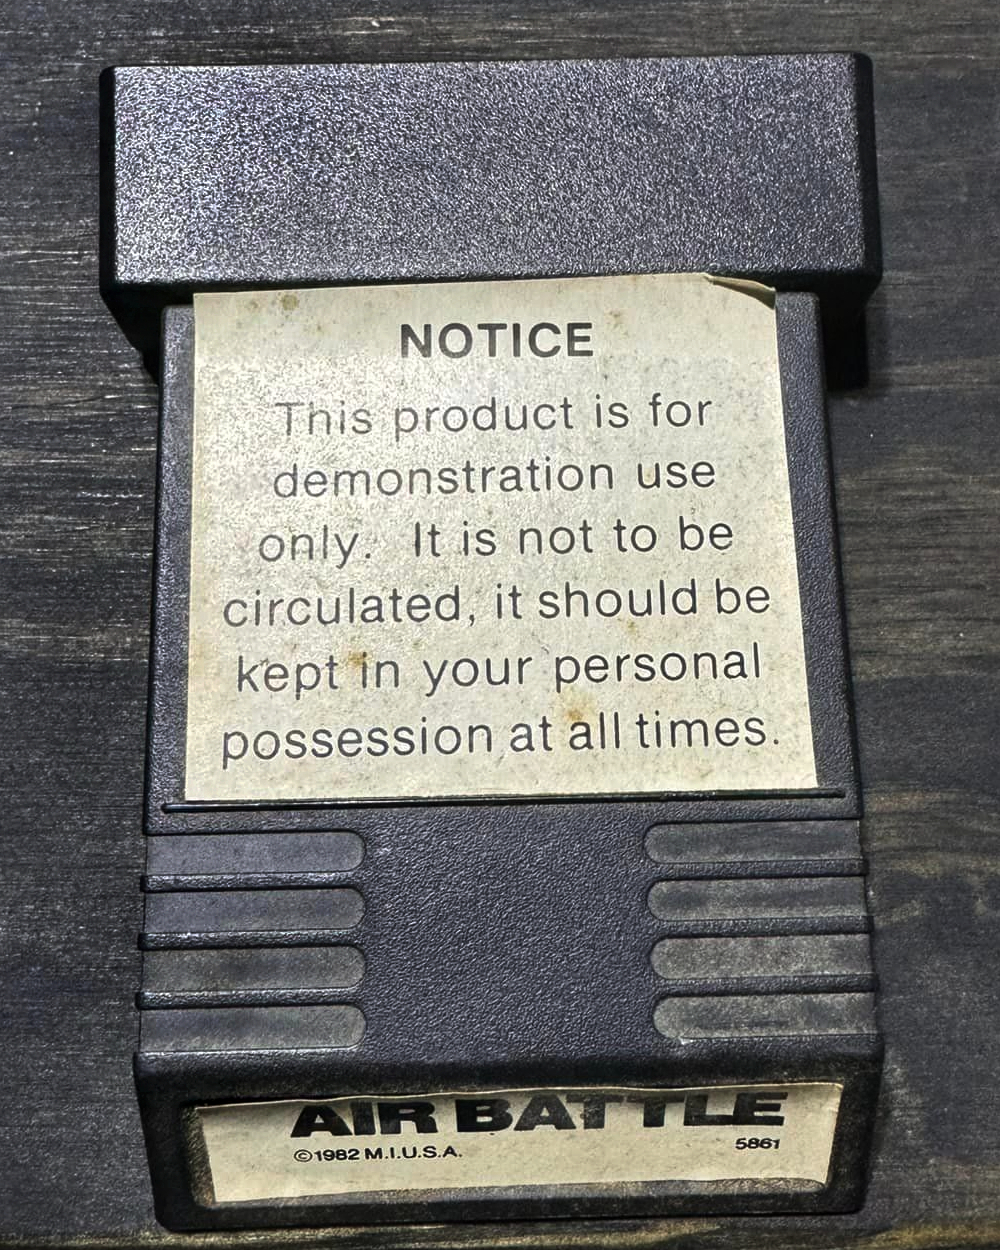 NOTICE
This product is for
demonstration use
only. It is not to be
circulated, it should be
kept in your personal
possession at all times.
AIR BATTLE
©1982 M.I.U.S.A.
5861